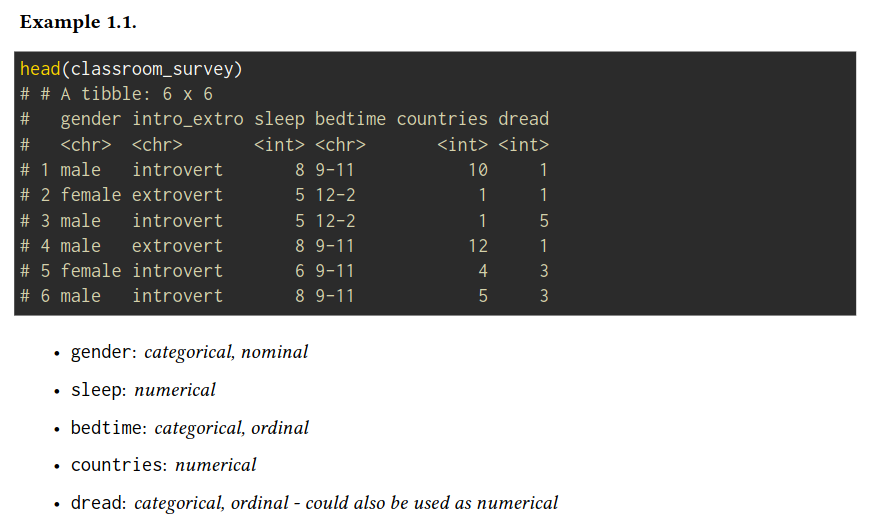 Example 1.1.
head(classroom_survey)
# # A tibble: 6 x 6
#   gender intro_extro sleep bedtime countries dread
#   <chr>  <chr>       <int> <chr>       <int> <int>
# 1 male   introvert       8 9-11           10     1
# 2 female extrovert       5 12-2            1     1
# 3 male   introvert       5 12-2            1     5
# 4 male   extrovert       8 9-11           12     1
# 5 female introvert       6 9-11            4     3
# 6 male   introvert       8 9-11            5     3
• gender: categorical, nominal
• sleep: numerical
• bedtime: categorical, ordinal
• countries: numerical
• dread: categorical, ordinal - could also be used as numerical